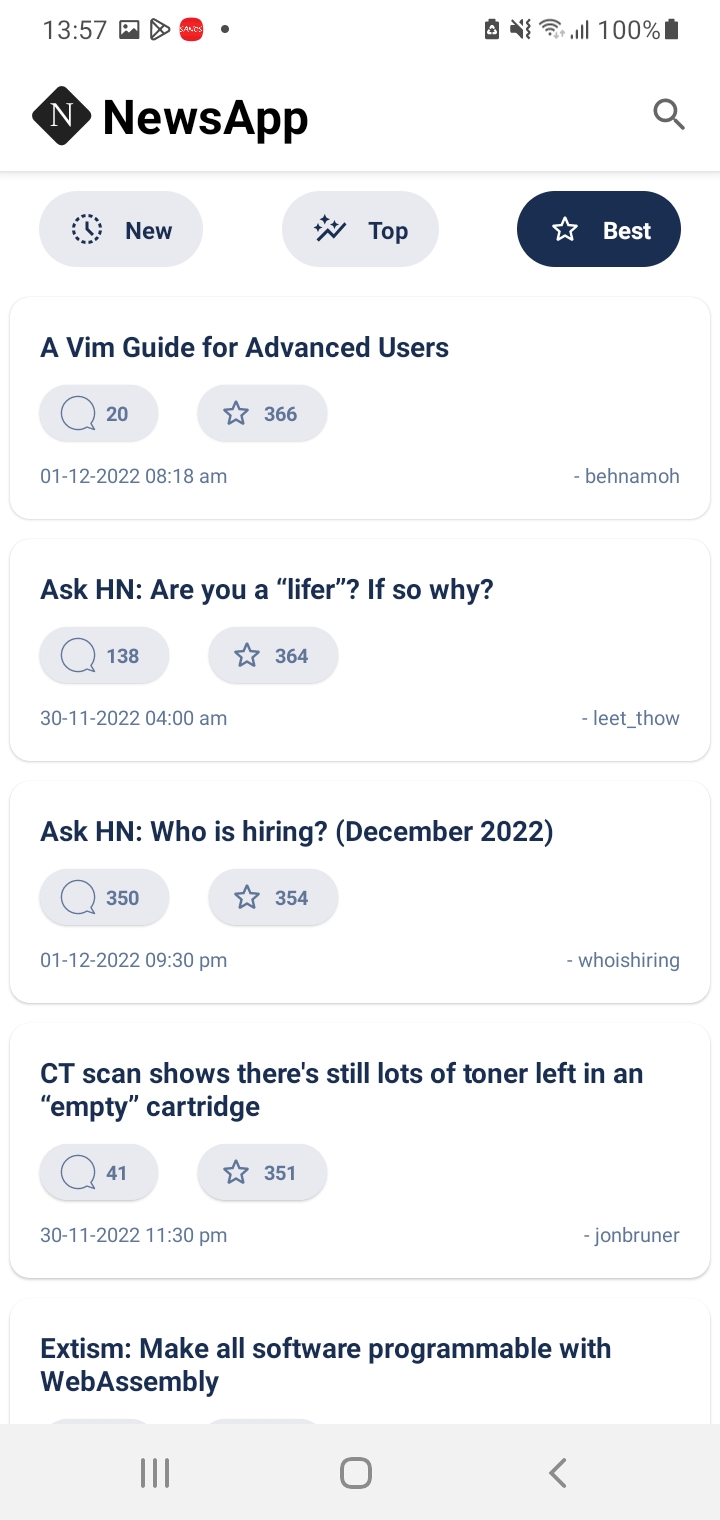 13:57
SANDS
100%
N NewsApp
New Top Best
A Vim Guide for Advanced Users
20 366
01-12-2022 08:18 am - behnamoh
Ask HN: Are you a “lifer”? If so why?
138 364
30-11-2022 04:00 am - leet_thow
Ask HN: Who is hiring? (December 2022)
350 354
01-12-2022 09:30 pm - whoishiring
CT scan shows there's still lots of toner left in an
“empty” cartridge
41 351
30-11-2022 11:30 pm - jonbruner
Extism: Make all software programmable with
WebAssembly